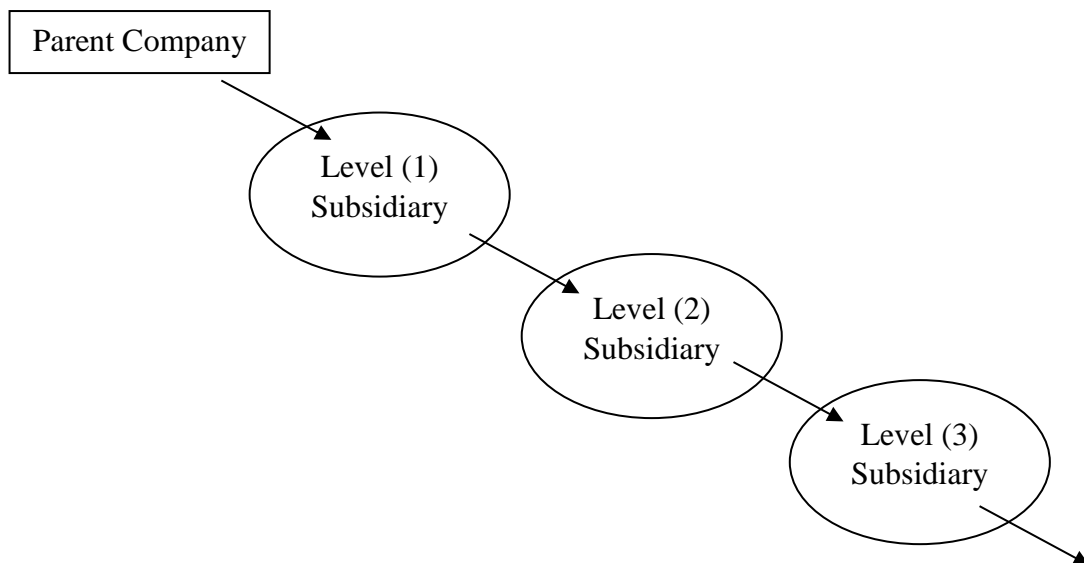 Parent Company
Level (1)
Subsidiary
Level (2)
Subsidiary
Level (3)
Subsidiary